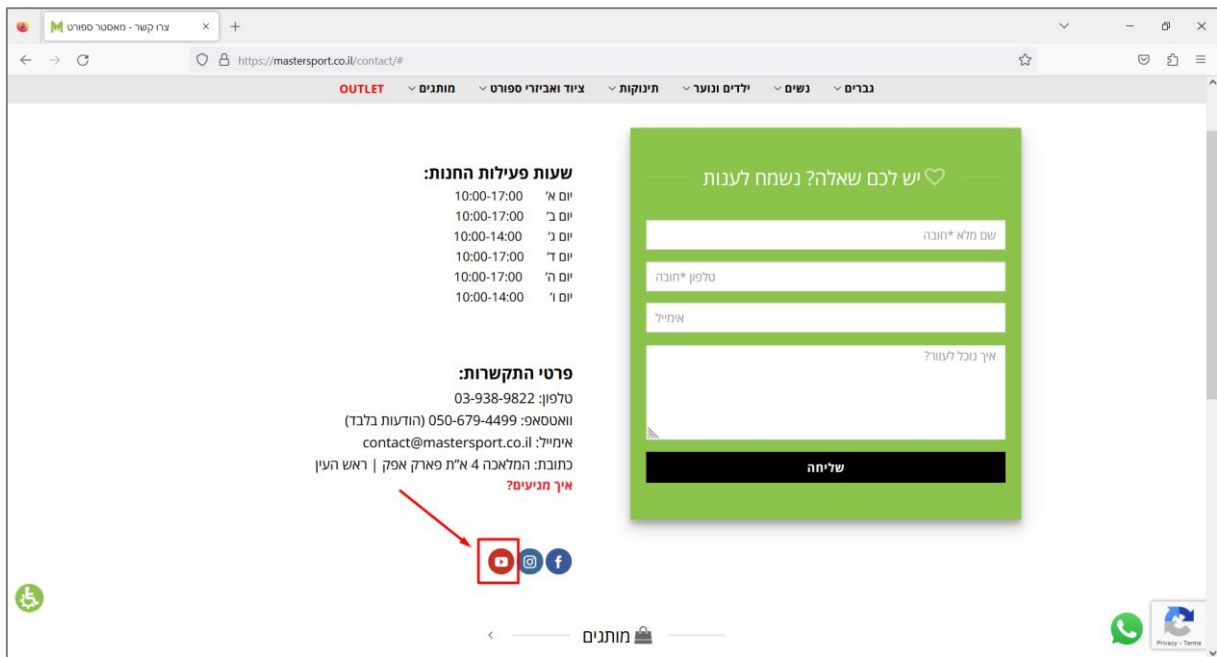 צרו קשר - מאסטר ספורט
https://mastersport.co.il/contact/#
גברים נשים ילדים ונוער תינוקות ציוד ואביזרי ספורט מותגים OUTLET
יש לכם שאלה? נשמח לענות
שם מלא *חובה
טלפון *חובה
אימייל
איך נוכל לעזור?
שליחה
שעות פעילות החנות:
יום א׳ 10:00-17:00
יום ב׳ 10:00-17:00
יום ג׳ 10:00-14:00
יום ד׳ 10:00-17:00
יום ה׳ 10:00-17:00
יום ו׳ 10:00-14:00
פרטי התקשרות:
טלפון: 03-938-9822
וואטסאפ: 050-679-4499 (הודעות בלבד)
אימייל: contact@mastersport.co.il
כתובת: המלאכה 4 א״ת פארק אפק | ראש העין
איך מגיעים?
מותגים
Privacy - Terms